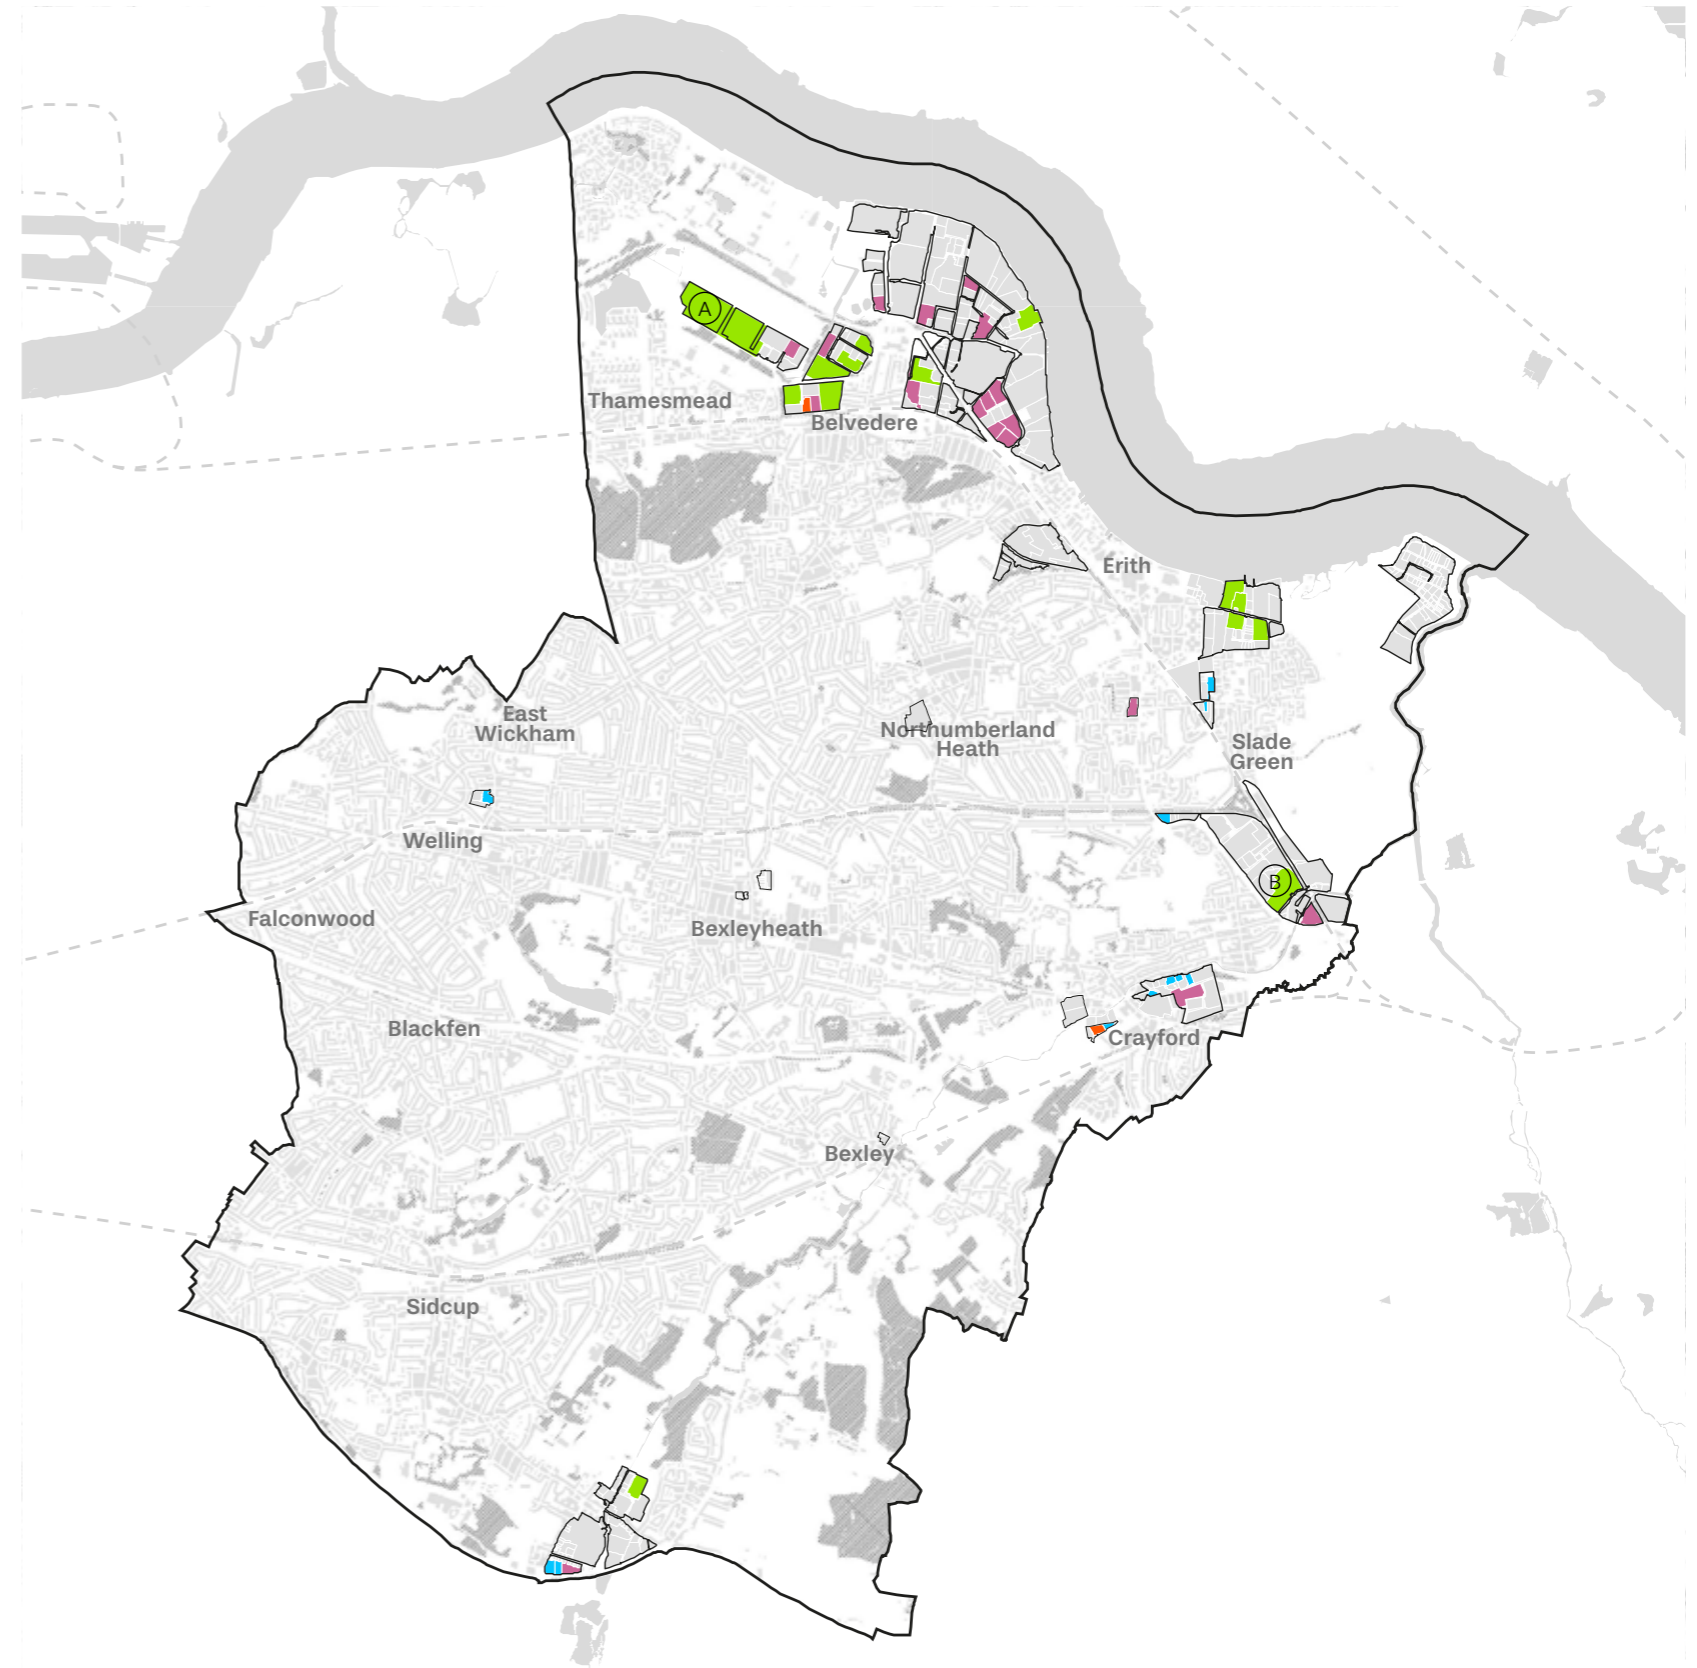 A
Thamesmead
Belvedere
Erith
East
Wickham
Northumberland
Heath
Slade
Green
Welling
B
Falconwood
Bexleyheath
Blackfen
Crayford
Bexley
Sidcup